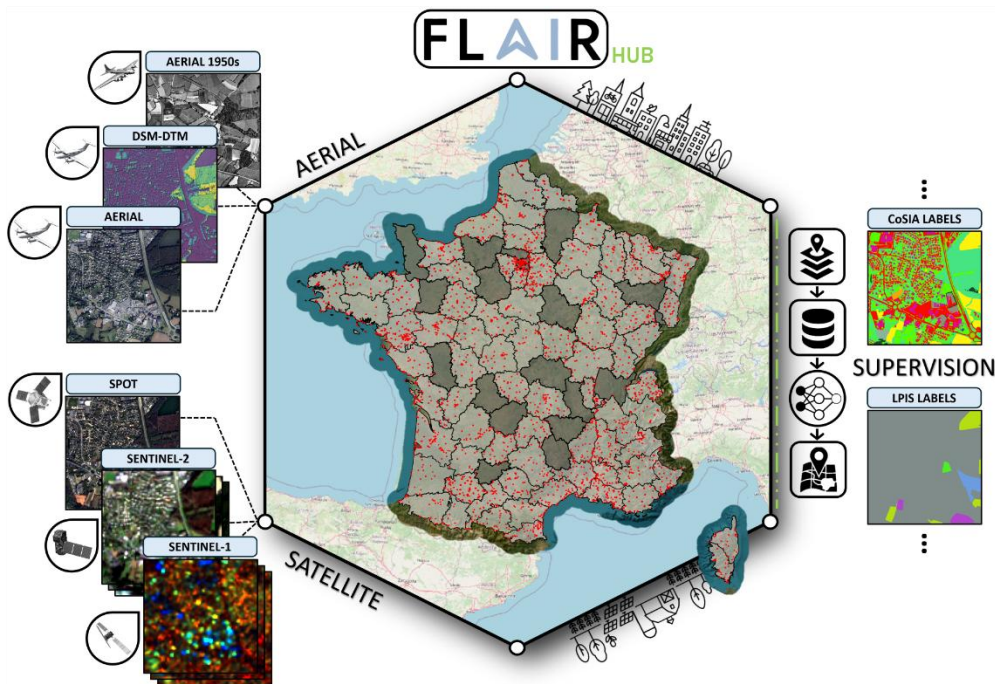 FLAIR
HUB
AERIAL 1950s
DSM-DTM
AERIAL
SPOT
SENTINEL-2
SENTINEL-1
AERIAL
SATELLITE
CoSIA LABELS
SUPERVISION
LPIS LABELS